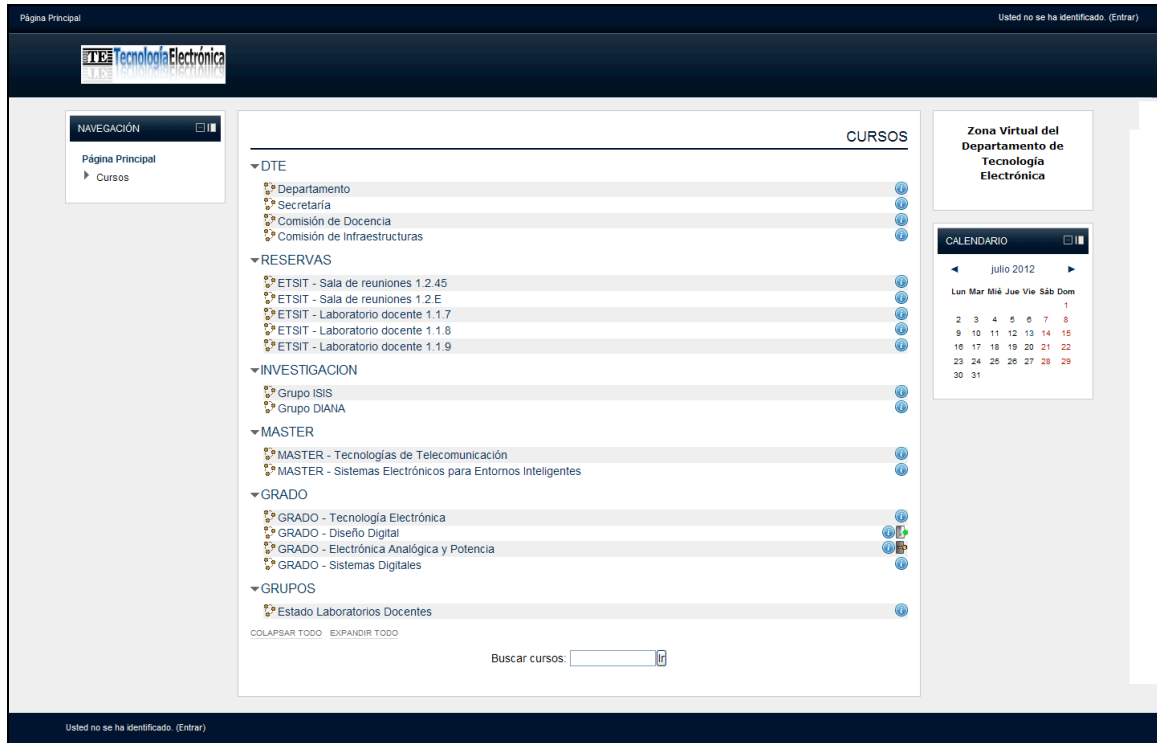 Página Principal
Usted no se ha identificado. (Entrar)
TE TecnologíaElectrónica
NAVEGACIÓN
Página Principal
Cursos
CURSOS
DTE
Departamento
Secretaría
Comisión de Docencia
Comisión de Infraestructuras
RESERVAS
ETSIT - Sala de reuniones 1.2.45
ETSIT - Sala de reuniones 1.2.E
ETSIT - Laboratorio docente 1.1.7
ETSIT - Laboratorio docente 1.1.8
ETSIT - Laboratorio docente 1.1.9
INVESTIGACION
Grupo ISIS
Grupo DIANA
MASTER
MASTER - Tecnologías de Telecomunicación
MASTER - Sistemas Electrónicos para Entornos Inteligentes
GRADO
GRADO - Tecnología Electrónica
GRADO - Diseño Digital
GRADO - Electrónica Analógica y Potencia
GRADO - Sistemas Digitales
GRUPOS
Estado Laboratorios Docentes
COLAPSAR TODO EXPANDIR TODO
Buscar cursos: Ir
Zona Virtual del
Departamento de
Tecnología
Electrónica
CALENDARIO
◄ julio 2012 ►
Lun Mar Mié Jue Vie Sáb Dom
1
2 3 4 5 6 7 8
9 10 11 12 13 14 15
16 17 18 19 20 21 22
23 24 25 26 27 28 29
30 31
Usted no se ha identificado. (Entrar)